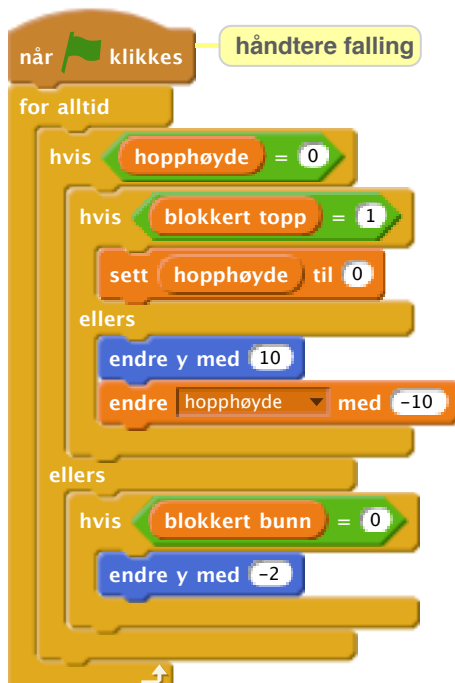 når klikkes håndtere falling
for alltid
hvis hopphøyde = 0
hvis blokkert topp = 1
sett hopphøyde til 0
ellers
endre y med 10
endre hopphøyde med -10
ellers
hvis blokkert bunn = 0
endre y med -2